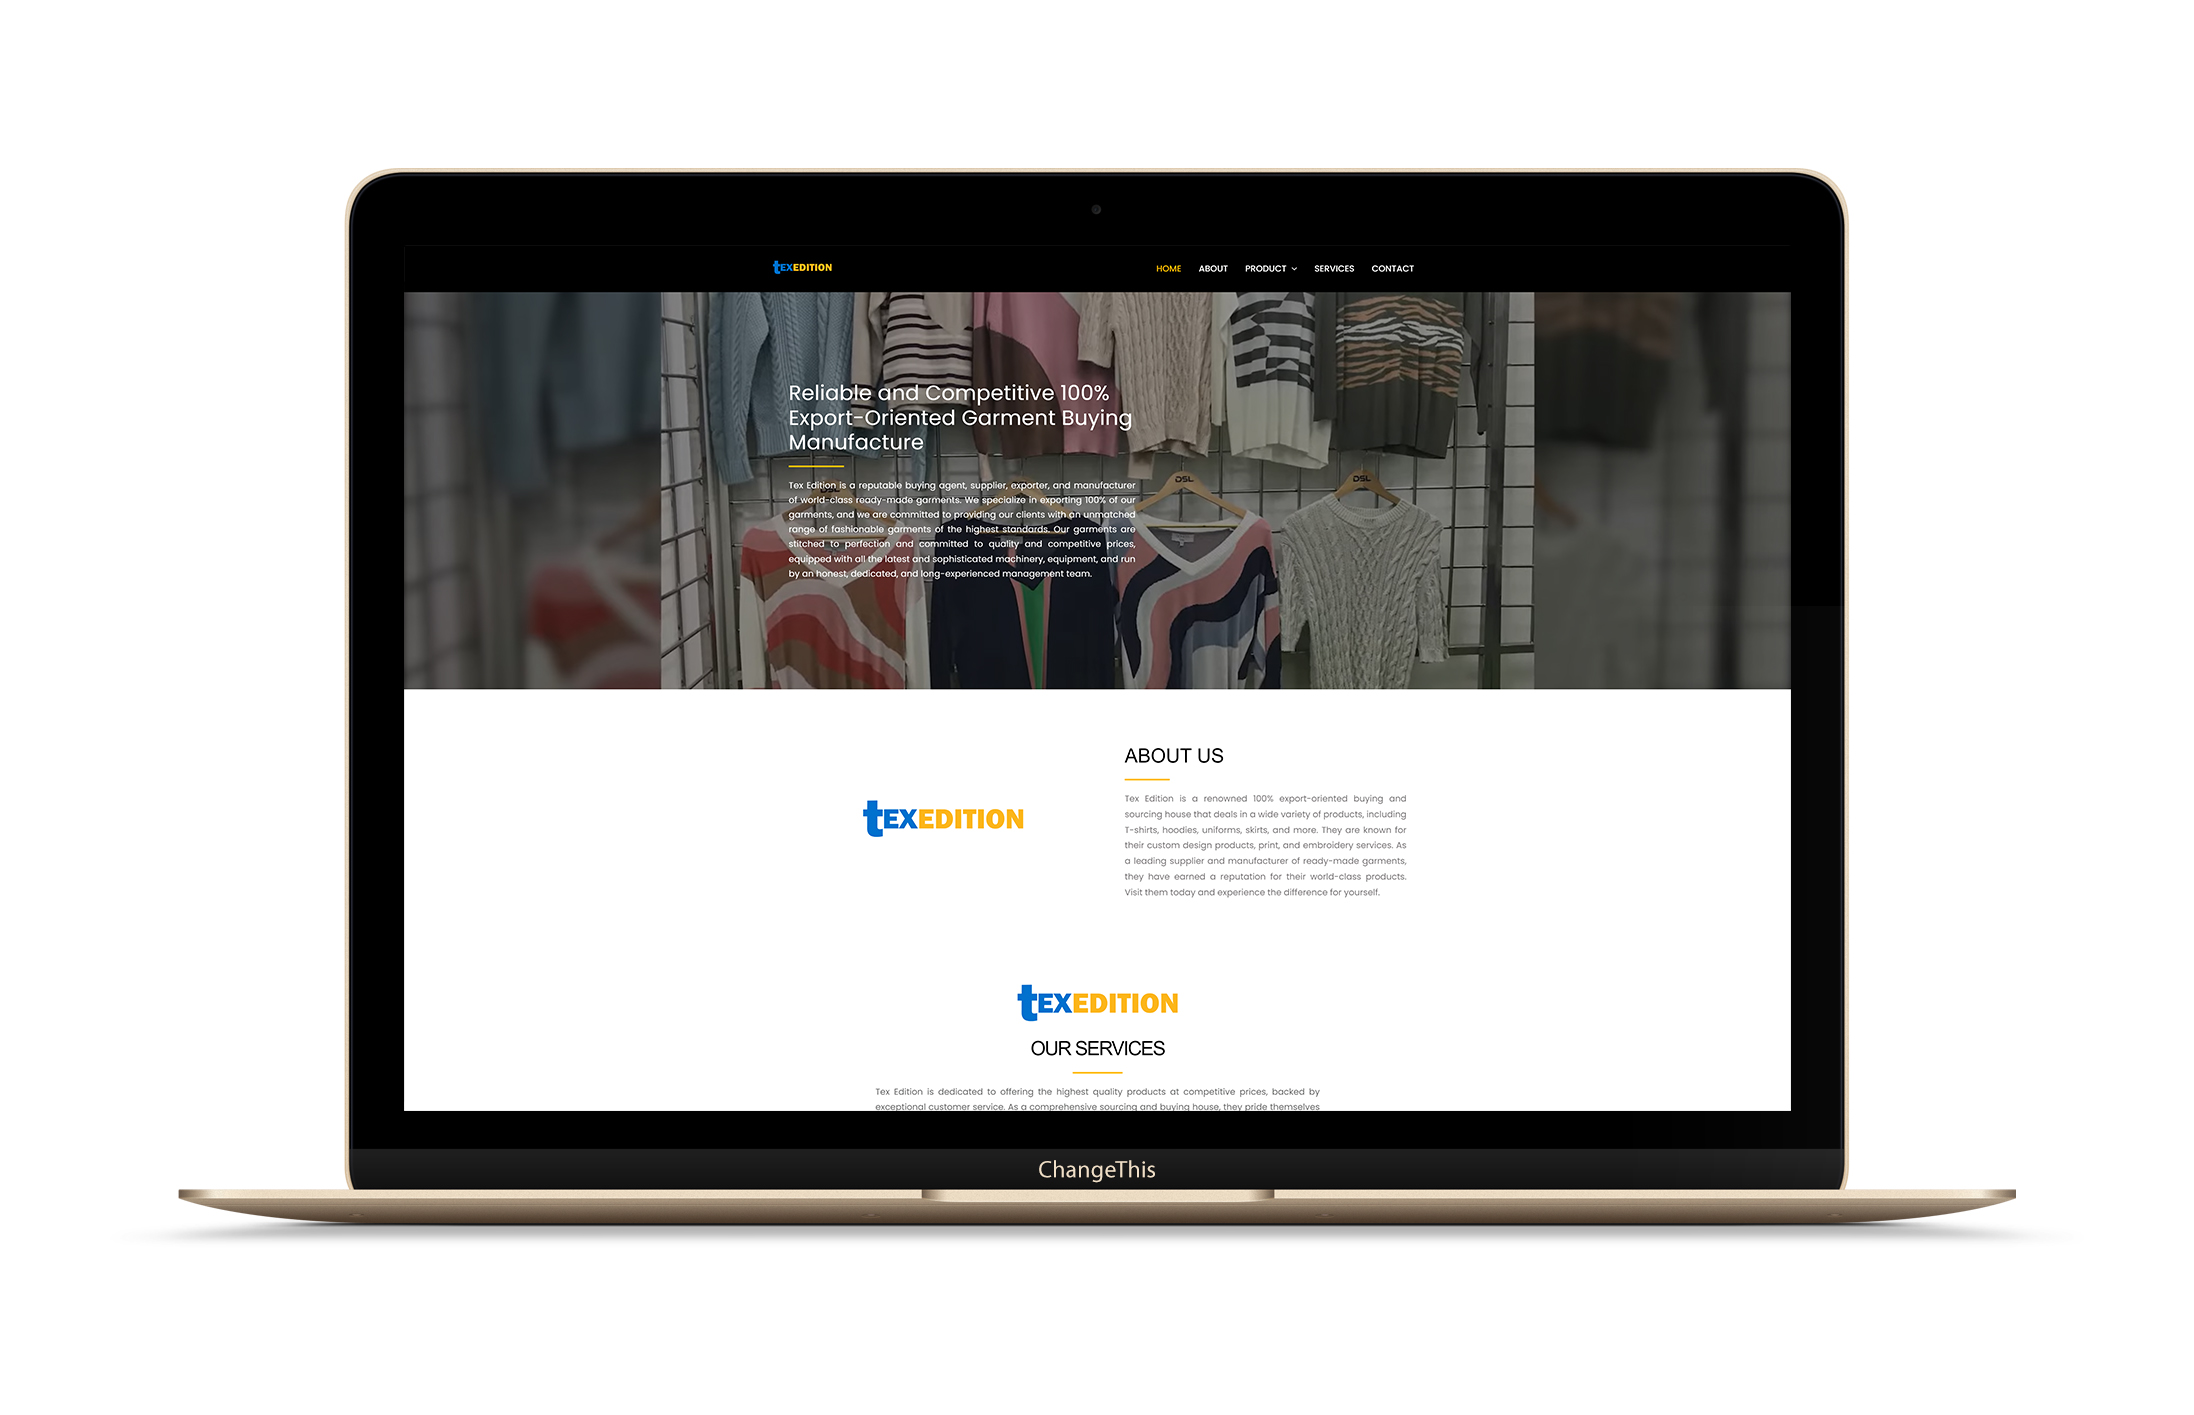 texEDITION
HOME ABOUT PRODUCT SERVICES CONTACT
Reliable and Competitive 100%
Export-Oriented Garment Buying
Manufacture
Tex Edition is a reputable buying agent, supplier, exporter, and manufacturer
of world-class ready-made garments. We specialize in exporting 100% of our
garments, and we are committed to providing our clients with an unmatched
range of fashionable garments of the highest standards. Our garments are
stitched to perfection and committed to quality and competitive prices,
equipped with all the latest and sophisticated machinery, equipment, and run
by an honest, dedicated, and long-experienced management team.
DSL
DSL
ABOUT US
texEDITION
Tex Edition is a renowned 100% export-oriented buying and
sourcing house that deals in a wide variety of products, including
T-shirts, hoodies, uniforms, skirts, and more. They are known for
their custom design products, print, and embroidery services. As
a leading supplier and manufacturer of ready-made garments,
they have earned a reputation for their world-class products.
Visit them today and experience the difference for yourself.
texEDITION
OUR SERVICES
Tex Edition is dedicated to offering the highest quality products at competitive prices, backed by
exceptional customer service. As a comprehensive sourcing and buying house, they pride themselves
ChangeThis